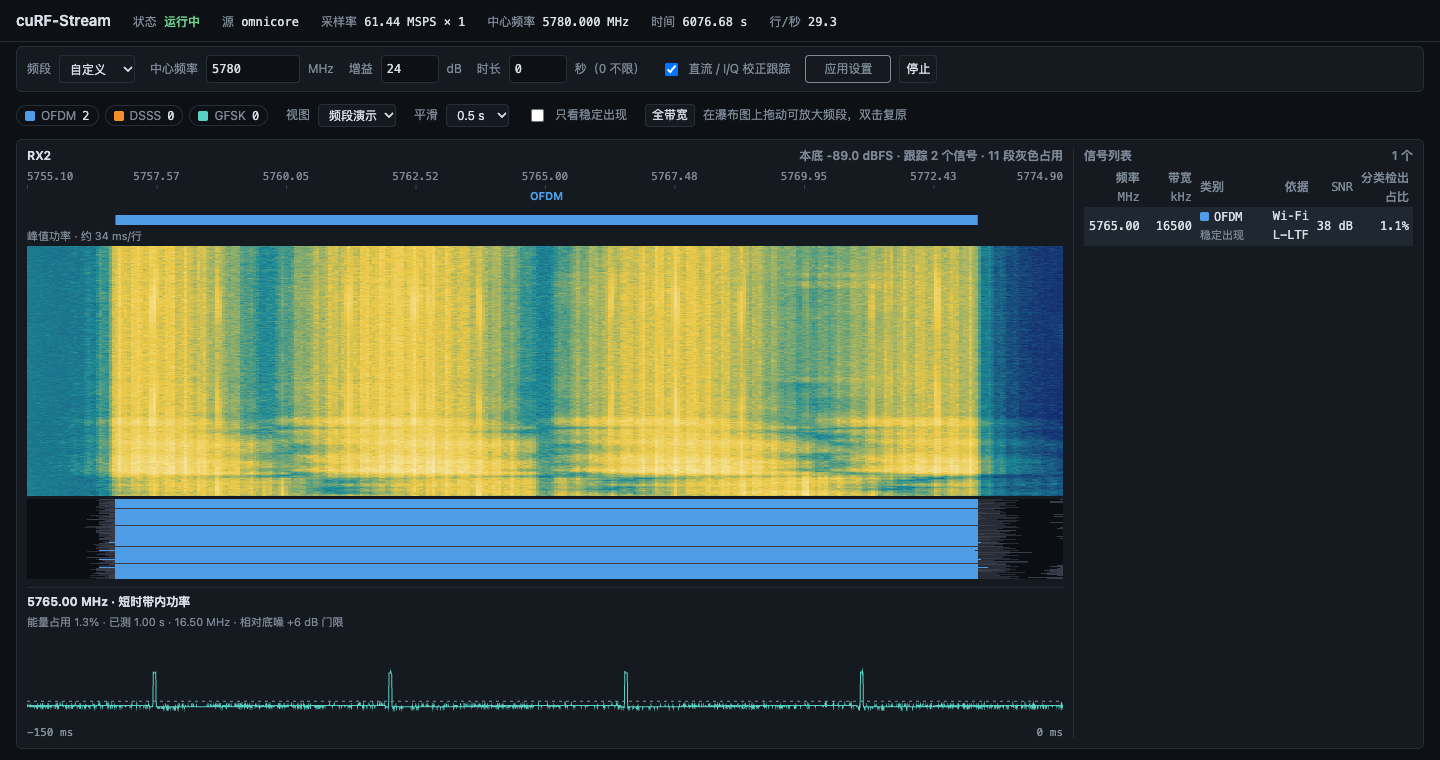 cuRF-Stream 状态 运行中 源 omnicore 采样率 61.44 MSPS × 1 中心频率 5780.000 MHz 时间 6076.68 s 行/秒 29.3
频段 自定义 中心频率 5780 MHz 增益 24 dB 时长 0 秒 (0 不限) 直流 / I/Q 校正跟踪 应用设置 停止
OFDM 2 DSSS 0 GFSK 0 视图 频段演示 平滑 0.5 s 只看稳定出现 全带宽 在瀑布图上拖动可放大频段，双击复原
RX2 本底 -89.0 dBFS · 跟踪 2 个信号 · 11 段灰色占用
5755.10 5757.57 5760.05 5762.52 5765.00 5767.48 5769.95 5772.43 5774.90
OFDM
峰值功率 · 约 34 ms/行
5765.00 MHz · 短时带内功率
能量占用 1.3% · 已测 1.00 s · 16.50 MHz · 相对底噪 +6 dB 门限
−150 ms 0 ms
信号列表 1 个
频率 MHz 带宽 kHz 类别 依据 SNR 分类检出占比
5765.00 16500 OFDM 稳定出现 Wi-Fi L-LTF 38 dB 1.1%